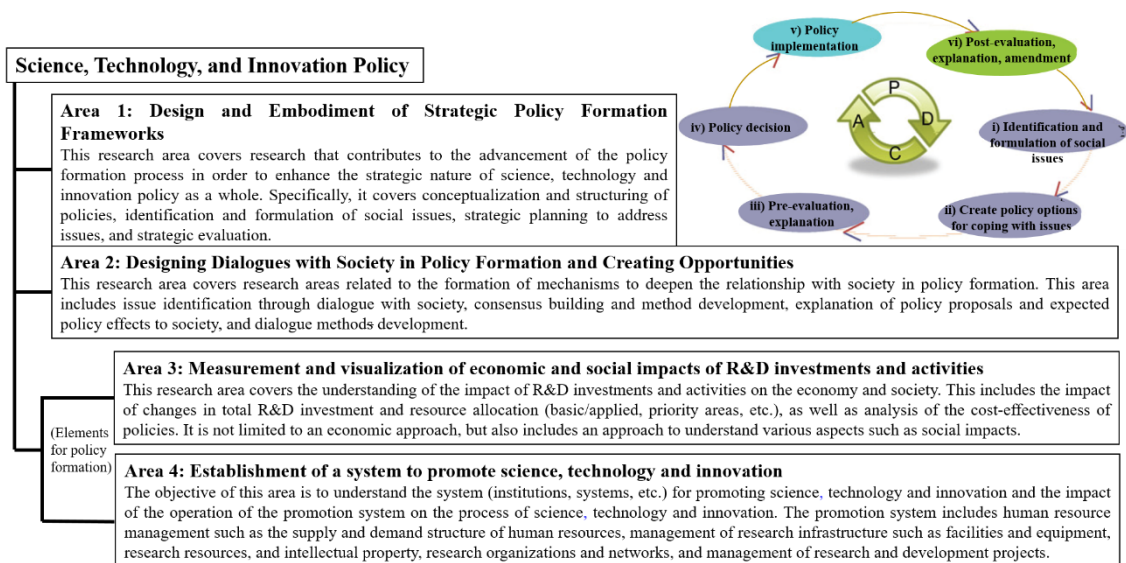 Science, Technology, and Innovation Policy
Area 1: Design and Embodiment of Strategic Policy Formation
Frameworks
This research area covers research that contributes to the advancement of the policy
formation process in order to enhance the strategic nature of science, technology and
innovation policy as a whole. Specifically, it covers conceptualization and structuring of
policies, identification and formulation of social issues, strategic planning to address
issues, and strategic evaluation.
v) Policy
implementation
vi) Post-evaluation,
explanation, amendment
iv) Policy decision
P
D
C
A
i) Identification and
formulation of social
issues
iii) Pre-evaluation,
explanation
ii) Create policy options
for coping with issues
Area 2: Designing Dialogues with Society in Policy Formation and Creating Opportunities
This research area covers research areas related to the formation of mechanisms to deepen the relationship with society in policy formation. This area
includes issue identification through dialogue with society, consensus building and method development, explanation of policy proposals and expected
policy effects to society, and dialogue methods development.
(Elements
for policy
formation)
Area 3: Measurement and visualization of economic and social impacts of R&D investments and activities
This research area covers the understanding of the impact of R&D investments and activities on the economy and society. This includes the impact
of changes in total R&D investment and resource allocation (basic/applied, priority areas, etc.), as well as analysis of the cost-effectiveness of
policies. It is not limited to an economic approach, but also includes an approach to understand various aspects such as social impacts.
Area 4: Establishment of a system to promote science, technology and innovation
The objective of this area is to understand the system (institutions, systems, etc.) for promoting science, technology and innovation and the impact
of the operation of the promotion system on the process of science, technology and innovation. The promotion system includes human resource
management such as the supply and demand structure of human resources, management of research infrastructure such as facilities and equipment,
research resources, and intellectual property, research organizations and networks, and management of research and development projects.